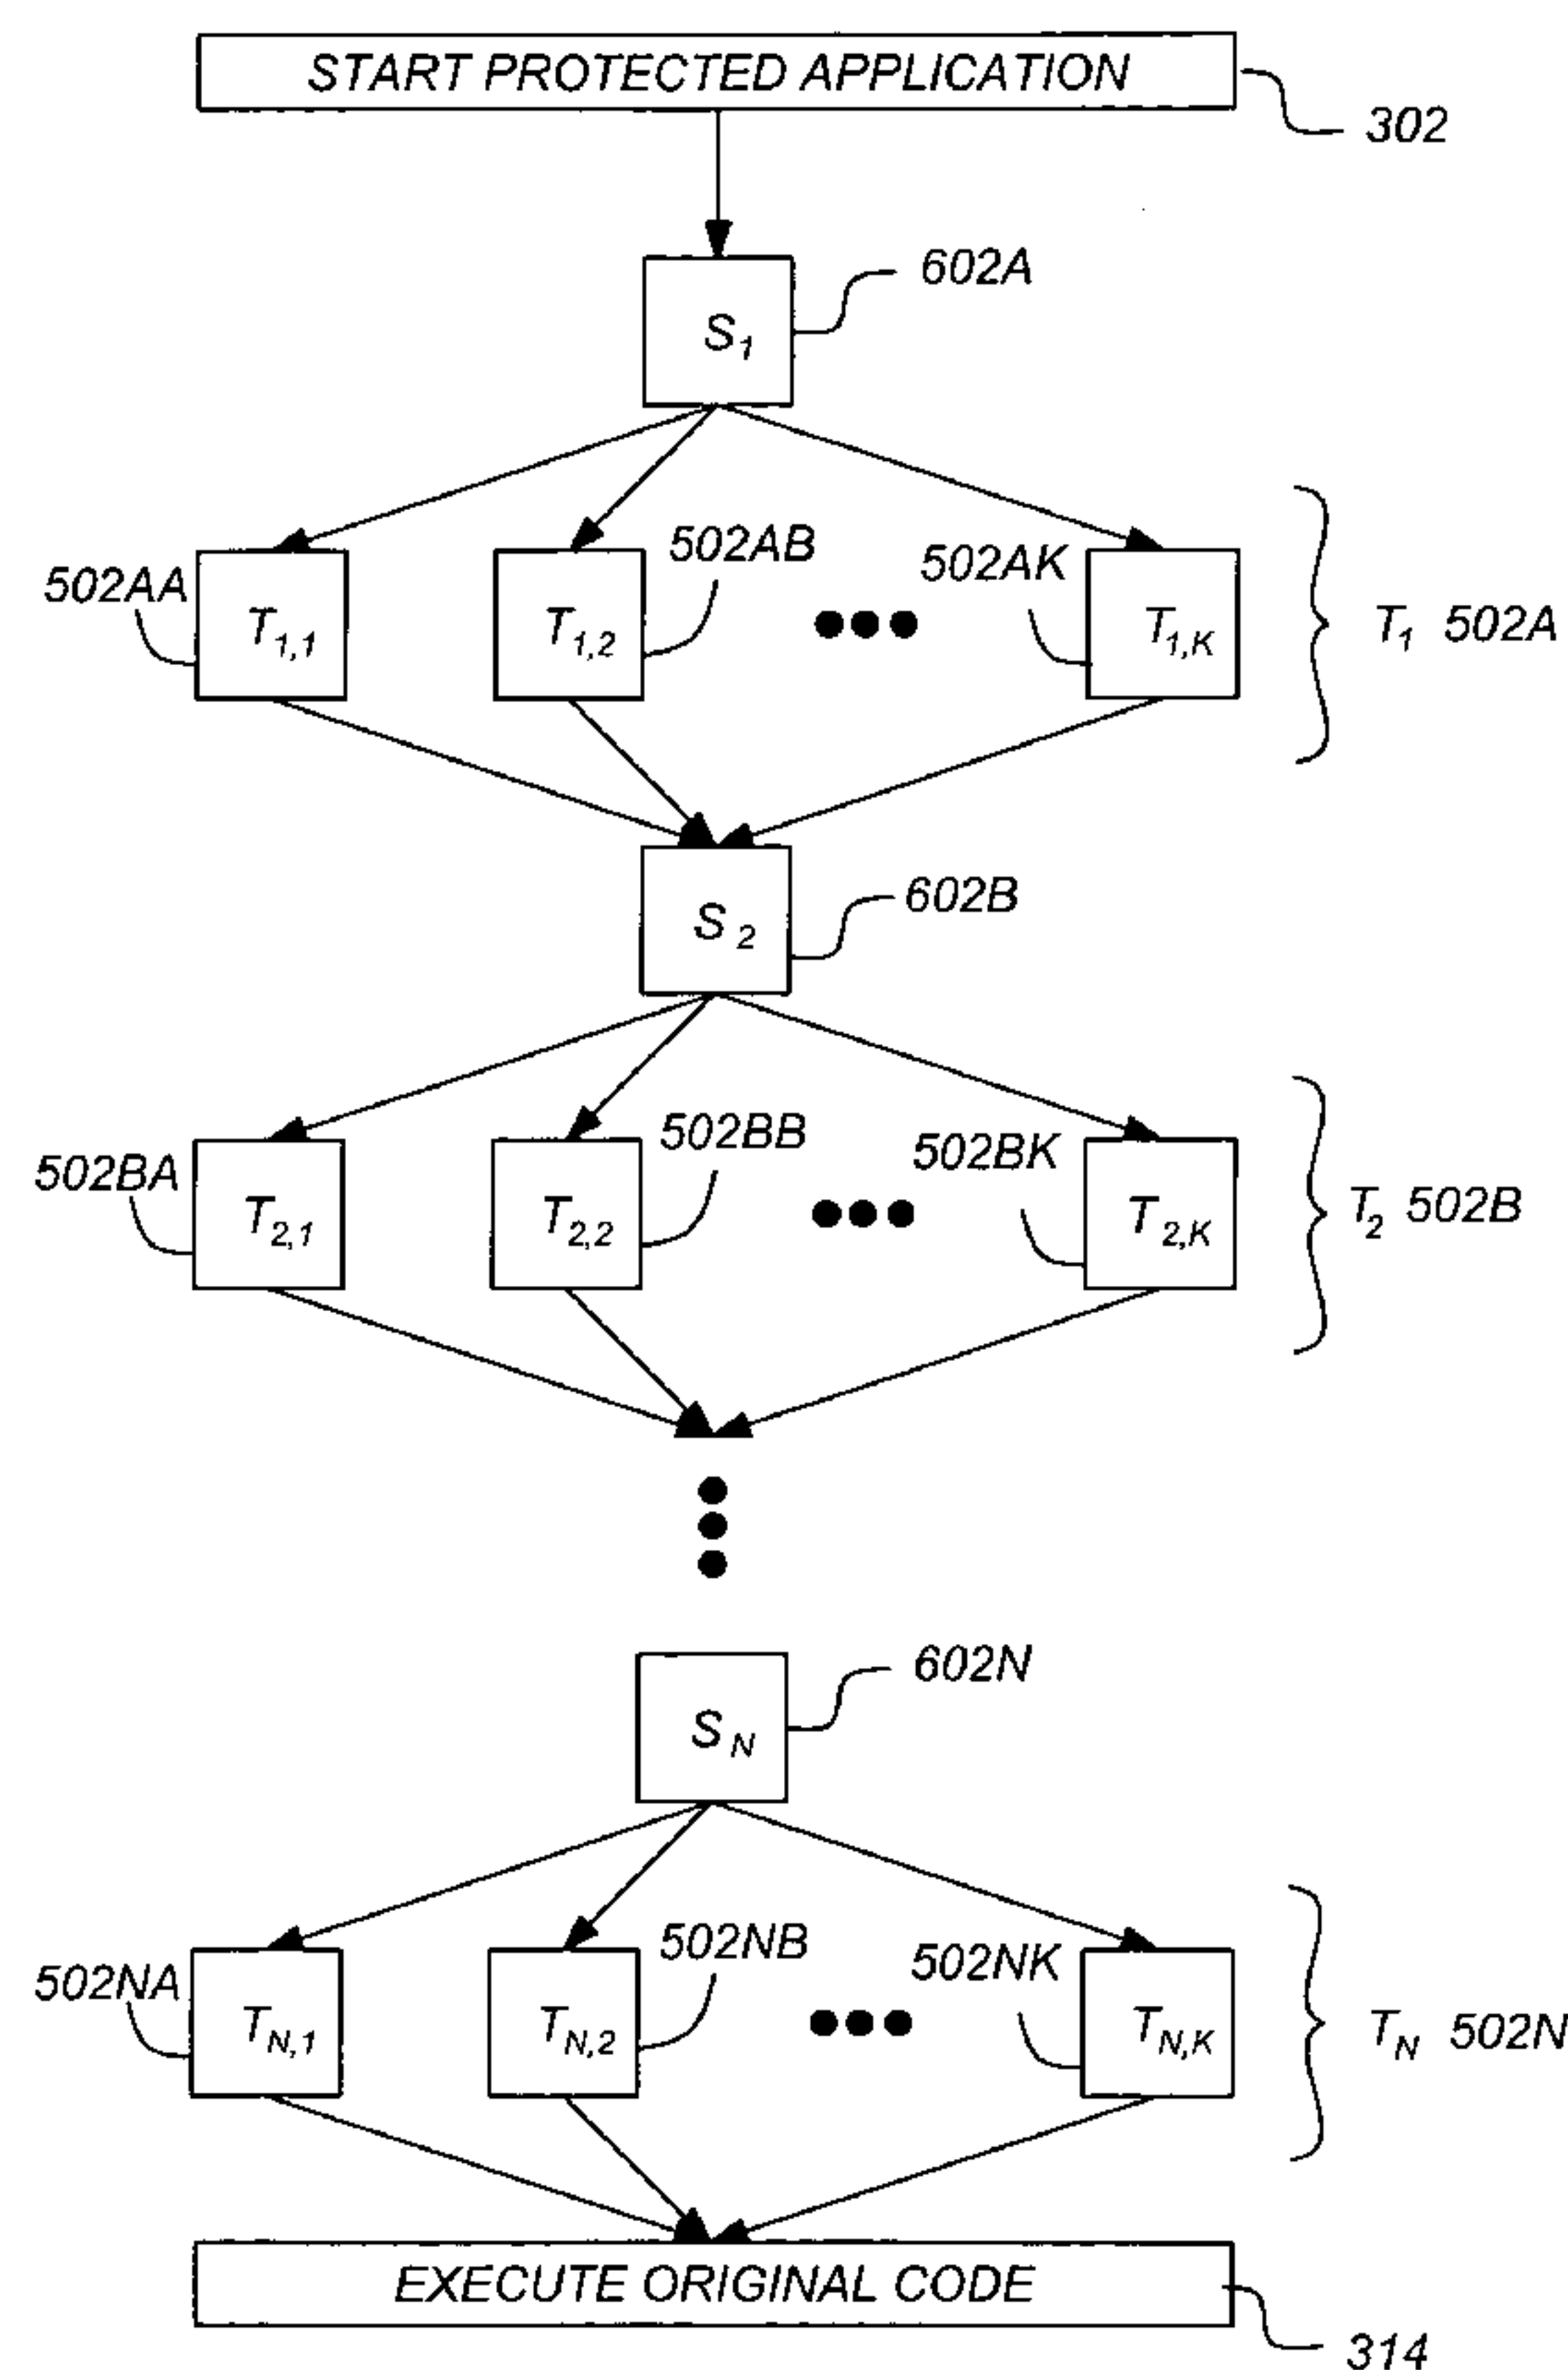 START PROTECTED APPLICATION
302
S1
602A
502AA
T1,1
502AB
T1,2
502AK
T1,K
T1 502A
S2
602B
502BA
T2,1
502BB
T2,2
502BK
T2,K
T2 502B
SN
602N
502NA
TN,1
502NB
TN,2
502NK
TN,K
TN 502N
EXECUTE ORIGINAL CODE
314